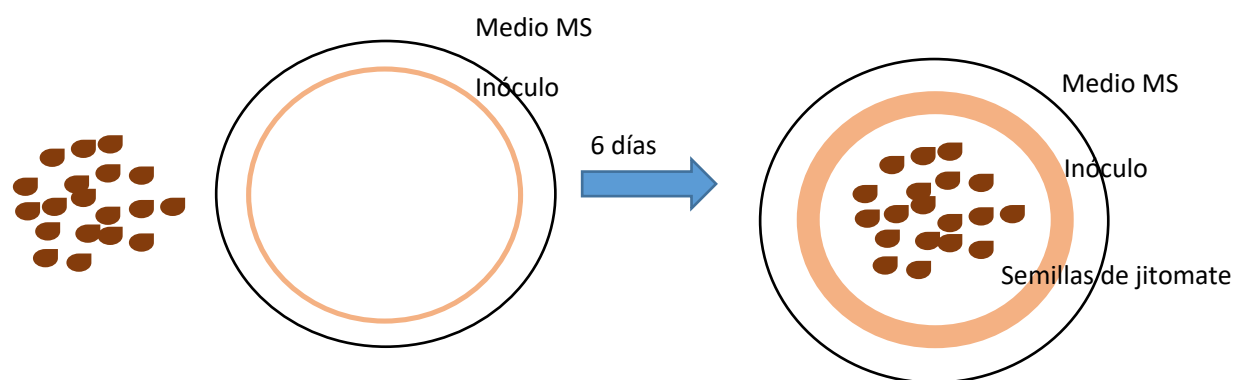 Medio MS
Inóculo
6 días
Medio MS
Inóculo
Semillas de jitomate